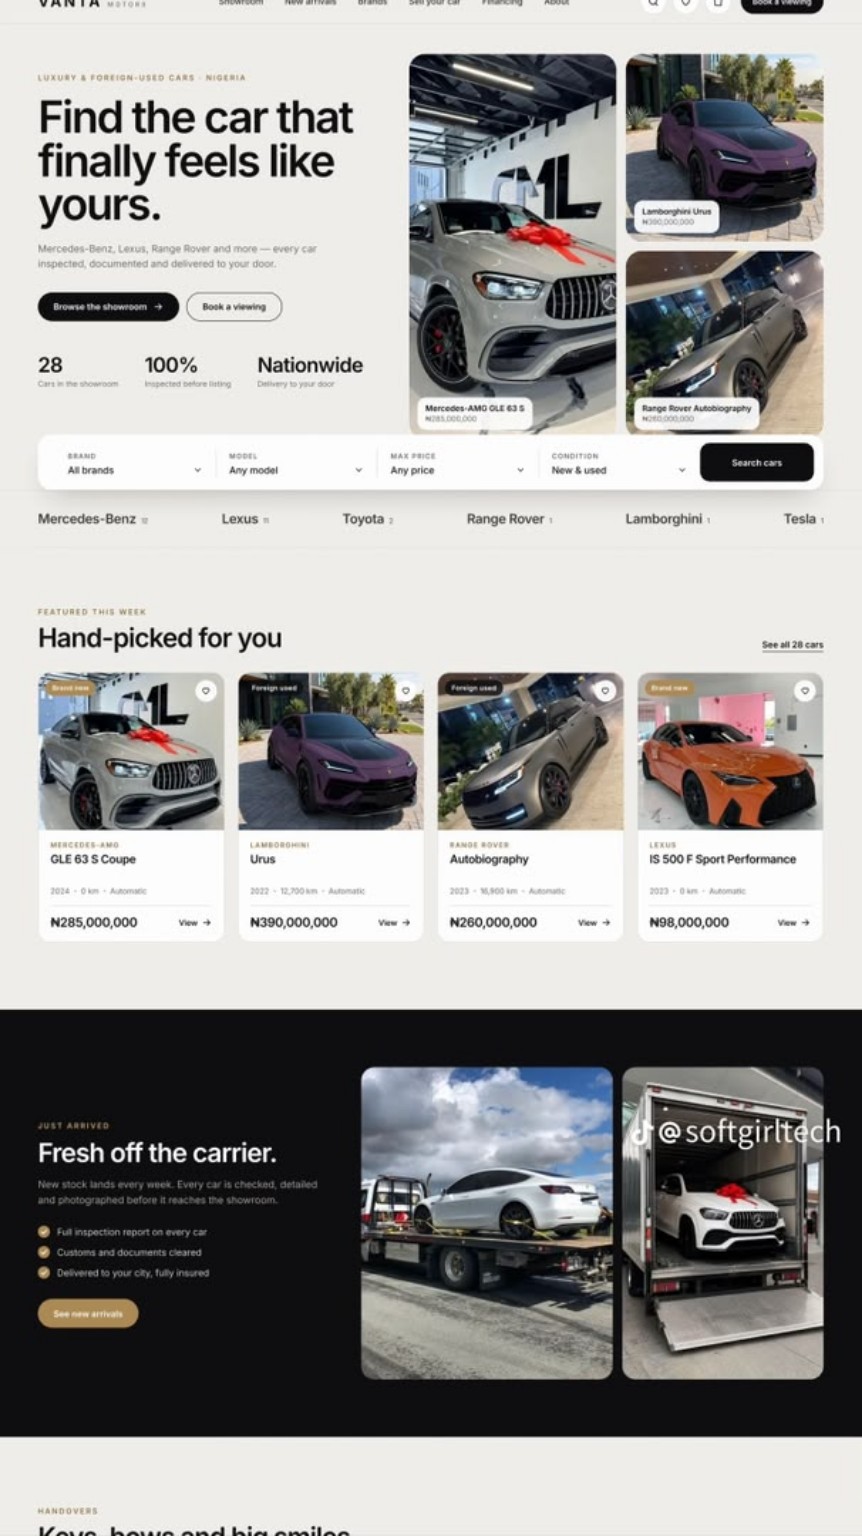 VANTA MOTORS
Showroom New arrivals Brands Sell your car Financing About
Book a viewing
LUXURY & FOREIGN-USED CARS · NIGERIA
Find the car that
finally feels like
yours.
Mercedes-Benz, Lexus, Range Rover and more — every car
inspected, documented and delivered to your door.
Browse the showroom →
Book a viewing
28
Cars in the showroom
100%
Inspected before listing
Nationwide
Delivery to your door
Mercedes-AMG GLE 63 S
₦285,000,000
Lamborghini Urus
₦390,000,000
Range Rover Autobiography
₦260,000,000
BRAND
All brands
MODEL
Any model
MAX PRICE
Any price
CONDITION
New & used
Search cars
Mercedes-Benz 12 Lexus 11 Toyota 2 Range Rover 1 Lamborghini 1 Tesla 1
FEATURED THIS WEEK
Hand-picked for you
See all 28 cars
Brand new
MERCEDES-AMG
GLE 63 S Coupe
2024 · 0 km · Automatic
₦285,000,000 View →
Foreign used
LAMBORGHINI
Urus
2022 · 12,700 km · Automatic
₦390,000,000 View →
Foreign used
RANGE ROVER
Autobiography
2023 · 16,900 km · Automatic
₦260,000,000 View →
Brand new
LEXUS
IS 500 F Sport Performance
2023 · 0 km · Automatic
₦98,000,000 View →
JUST ARRIVED
Fresh off the carrier.
New stock lands every week. Every car is checked, detailed
and photographed before it reaches the showroom.
Full inspection report on every car
Customs and documents cleared
Delivered to your city, fully insured
See new arrivals
@softgirltech
HANDOVERS
Keys, bows and big smiles